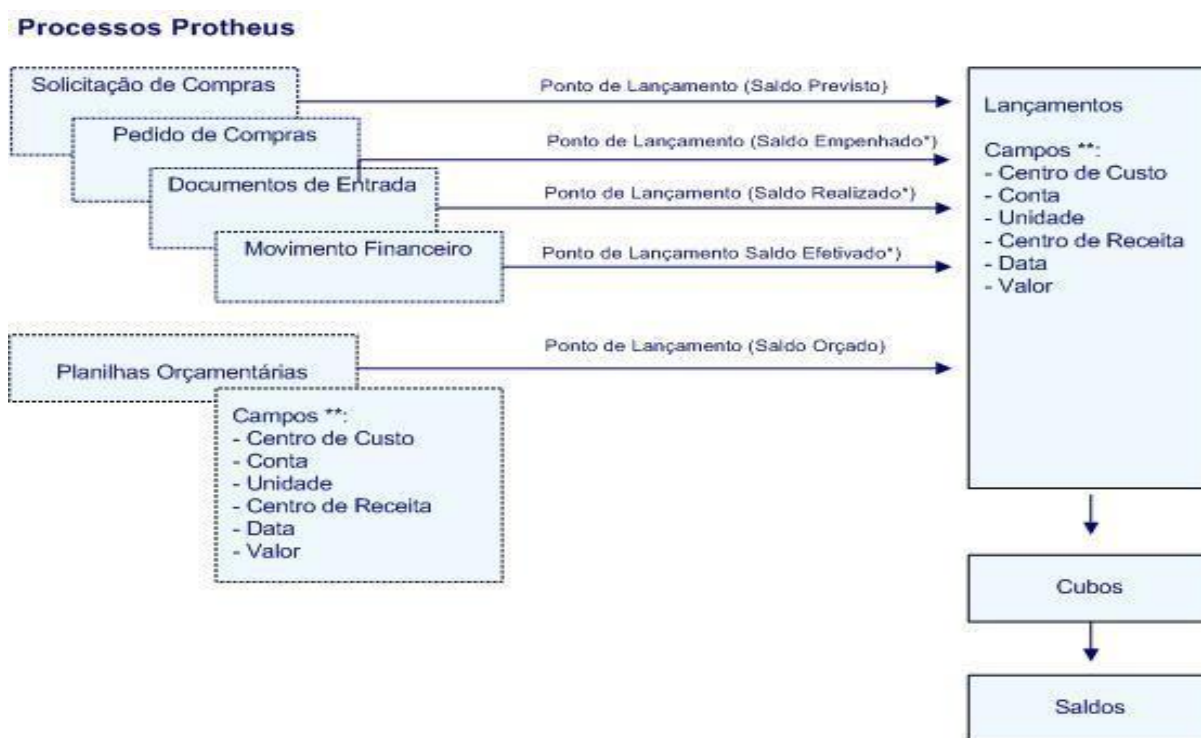 Processos Protheus
Solicitação de Compras
Ponto de Lançamento (Saldo Previsto)
Pedido de Compras
Ponto de Lançamento (Saldo Empenhado*)
Documentos de Entrada
Ponto de Lançamento (Saldo Realizado*)
Movimento Financeiro
Ponto de Lançamento Saldo Efetivado*)
Lançamentos
Campos **:
- Centro de Custo
- Conta
- Unidade
- Centro de Receita
- Data
- Valor
Planilhas Orçamentárias
Ponto de Lançamento (Saldo Orçado)
Campos **:
- Centro de Custo
- Conta
- Unidade
- Centro de Receita
- Data
- Valor
Cubos
Saldos